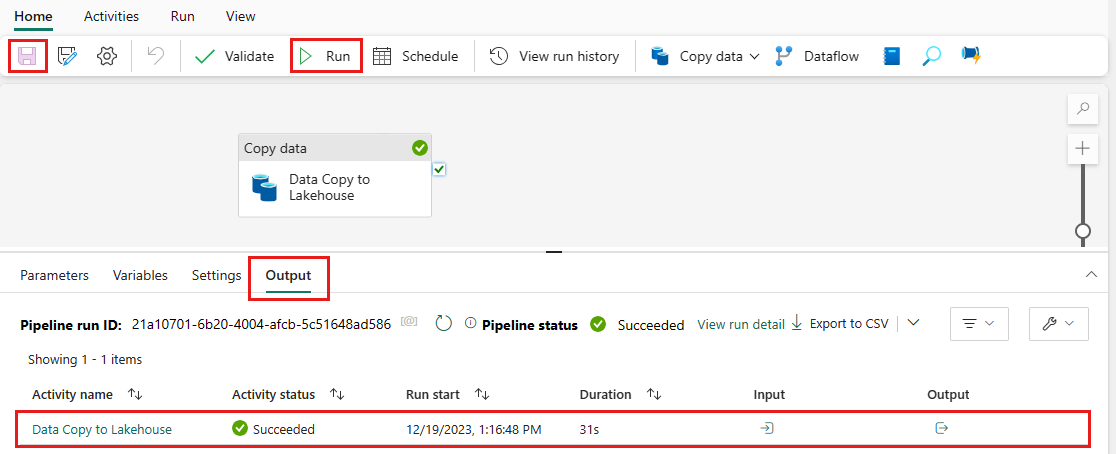 Home Activities Run View
Validate Run Schedule View run history Copy data Dataflow
Copy data
Data Copy to
Lakehouse
Parameters Variables Settings Output
Pipeline run ID: 21a10701-6b20-4004-afcb-5c51648ad586 Pipeline status Succeeded View run detail Export to CSV
Showing 1 - 1 items
Activity name Activity status Run start Duration Input Output
Data Copy to Lakehouse Succeeded 12/19/2023, 1:16:48 PM 31s